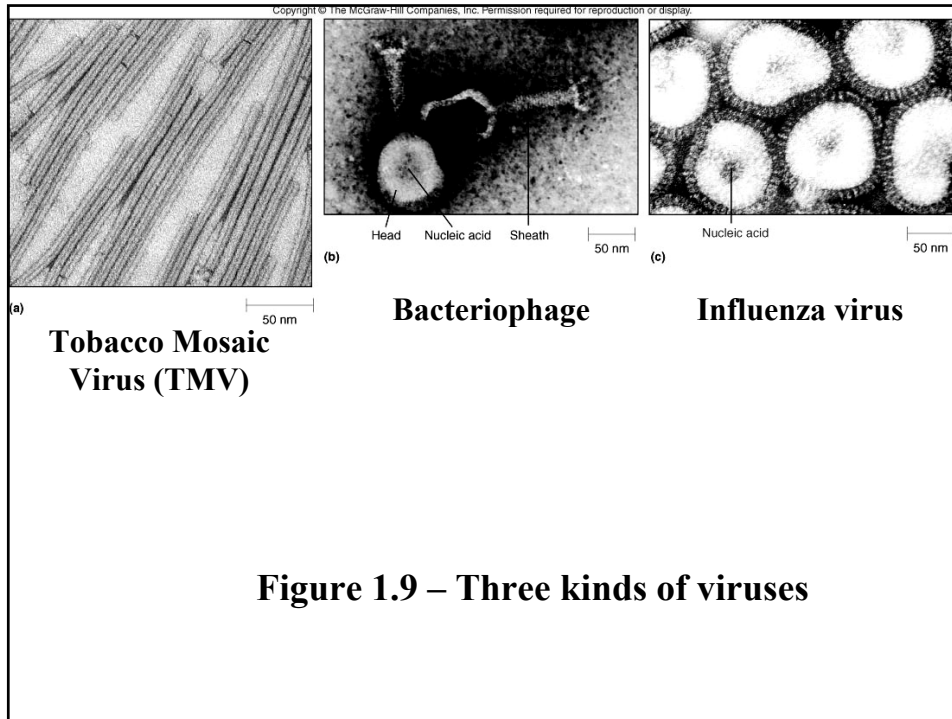 Copyright © The McGraw-Hill Companies, Inc. Permission required for reproduction or display.
Head
Nucleic acid
Sheath
50 nm
(b)
Nucleic acid
50 nm
(c)
(a)
50 nm
Bacteriophage
Influenza virus
Tobacco Mosaic
Virus (TMV)
Figure 1.9 – Three kinds of viruses